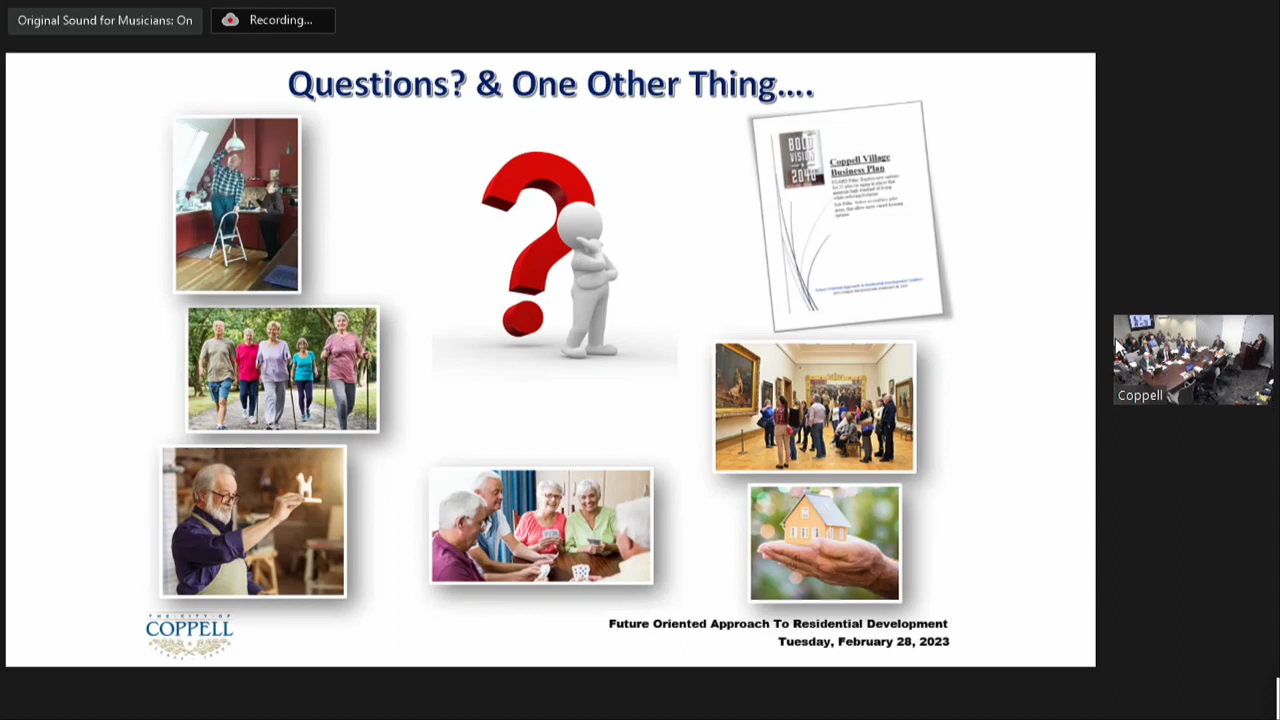 Original Sound for Musicians: On
Recording...
Questions? & One Other Thing....
BOLD
VISION
2040
Coppell Village
Business Plan
Coppell
THE CITY OF
COPPELL
Future Oriented Approach To Residential Development
Tuesday, February 28, 2023